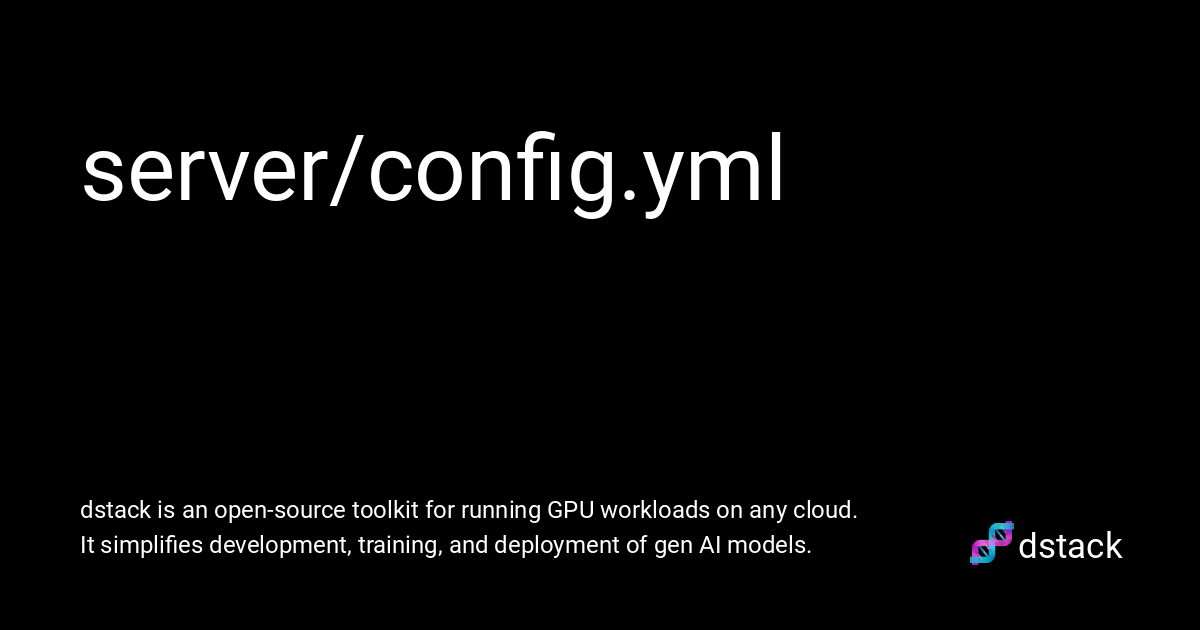 server/config.yml
dstack is an open-source toolkit for running GPU workloads on any cloud.
It simplifies development, training, and deployment of gen AI models.
dstack